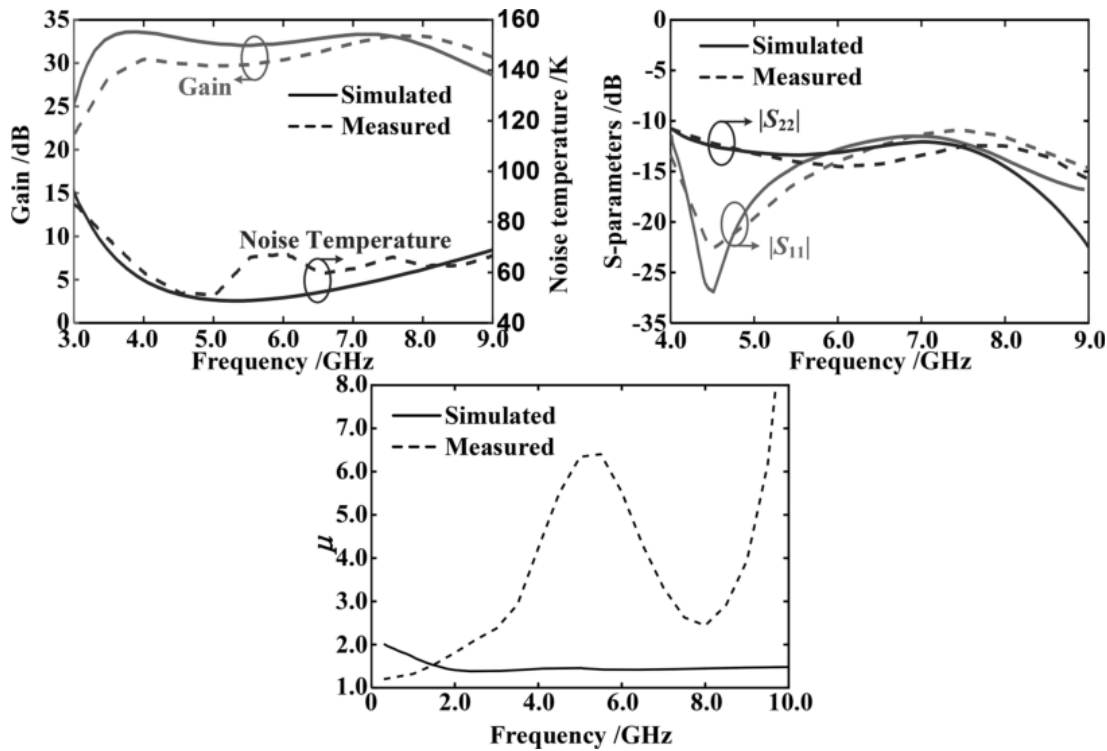 35
30
25
20
15
10
5
0
Gain /dB
160
140
120
100
80
60
40
Noise temperature /K
Gain
Simulated
Measured
Noise Temperature
3.0 4.0 5.0 6.0 7.0 8.0 9.0
Frequency /GHz
0
-5
-10
-15
-20
-25
-30
-35
S-parameters /dB
Simulated
Measured
|S22|
|S11|
4.0 5.0 6.0 7.0 8.0 9.0
Frequency /GHz
8.0
7.0
6.0
5.0
4.0
3.0
2.0
1.0
μ
Simulated
Measured
0 2.0 4.0 6.0 8.0 10.0
Frequency /GHz